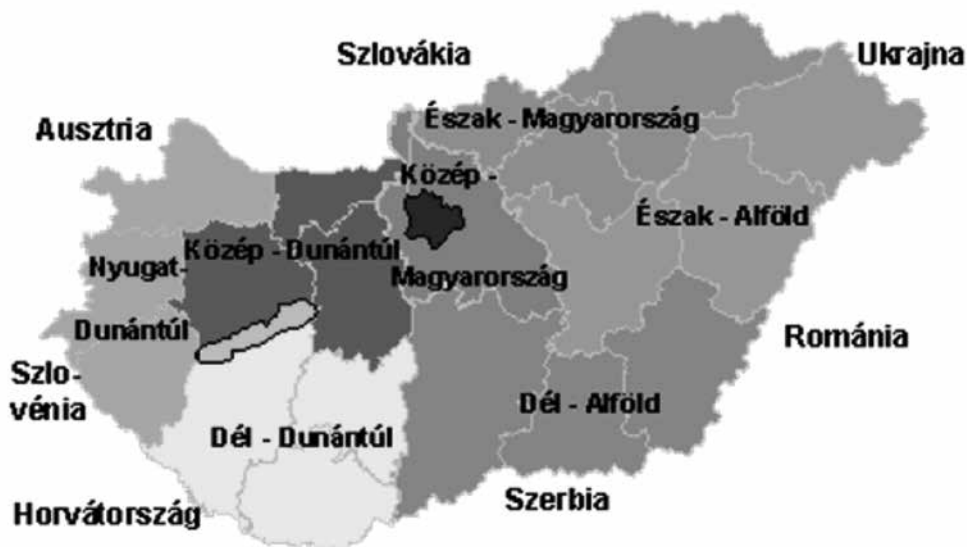 Szlovákia
Ukrajna
Ausztria
Észak - Magyarország
Közép -
Magyarország
Észak - Alföld
Közép - Dunántúl
Nyugat-
Dunántúl
Románia
Szlo-
vénia
Dél - Alföld
Dél - Dunántúl
Szerbia
Horvátország